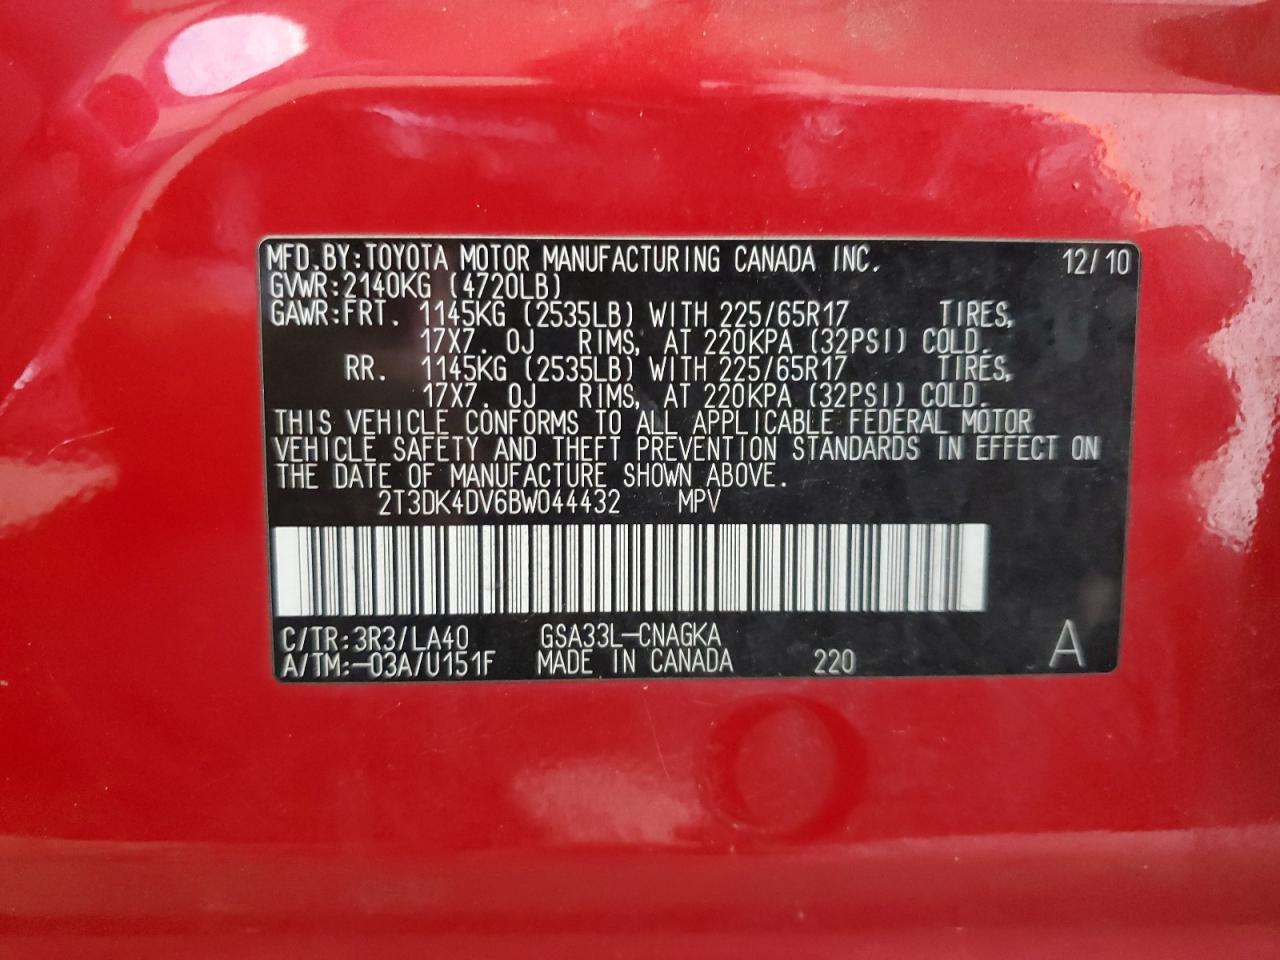 MFD.BY:TOYOTA MOTOR MANUFACTURING CANADA INC. 12/10
GVWR:2140KG (4720LB)
GAWR:FRT. 1145KG (2535LB) WITH 225/65R17 TIRES,
17X7.0J RIMS, AT 220KPA (32PSI) COLD.
RR. 1145KG (2535LB) WITH 225/65R17 TIRES,
17X7.0J RIMS, AT 220KPA (32PSI) COLD.
THIS VEHICLE CONFORMS TO ALL APPLICABLE FEDERAL MOTOR
VEHICLE SAFETY AND THEFT PREVENTION STANDARDS IN EFFECT ON
THE DATE OF MANUFACTURE SHOWN ABOVE.
2T3DK4DV6BW044432 MPV
C/TR:3R3/LA40 GSA33L-CNAGKA
A/TM:-03A/U151F MADE IN CANADA 220 A